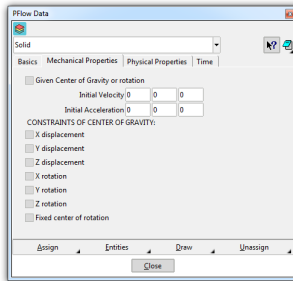 PFlow Data
Solid
Basics Mechanical Properties Physical Properties Time
Given Center of Gravity or rotation
Initial Velocity 0 0 0
Initial Acceleration 0 0 0
CONSTRAINTS OF CENTER OF GRAVITY:
X displacement
Y displacement
Z displacement
X rotation
Y rotation
Z rotation
Fixed center of rotation
Assign Entities Draw Unassign
Close